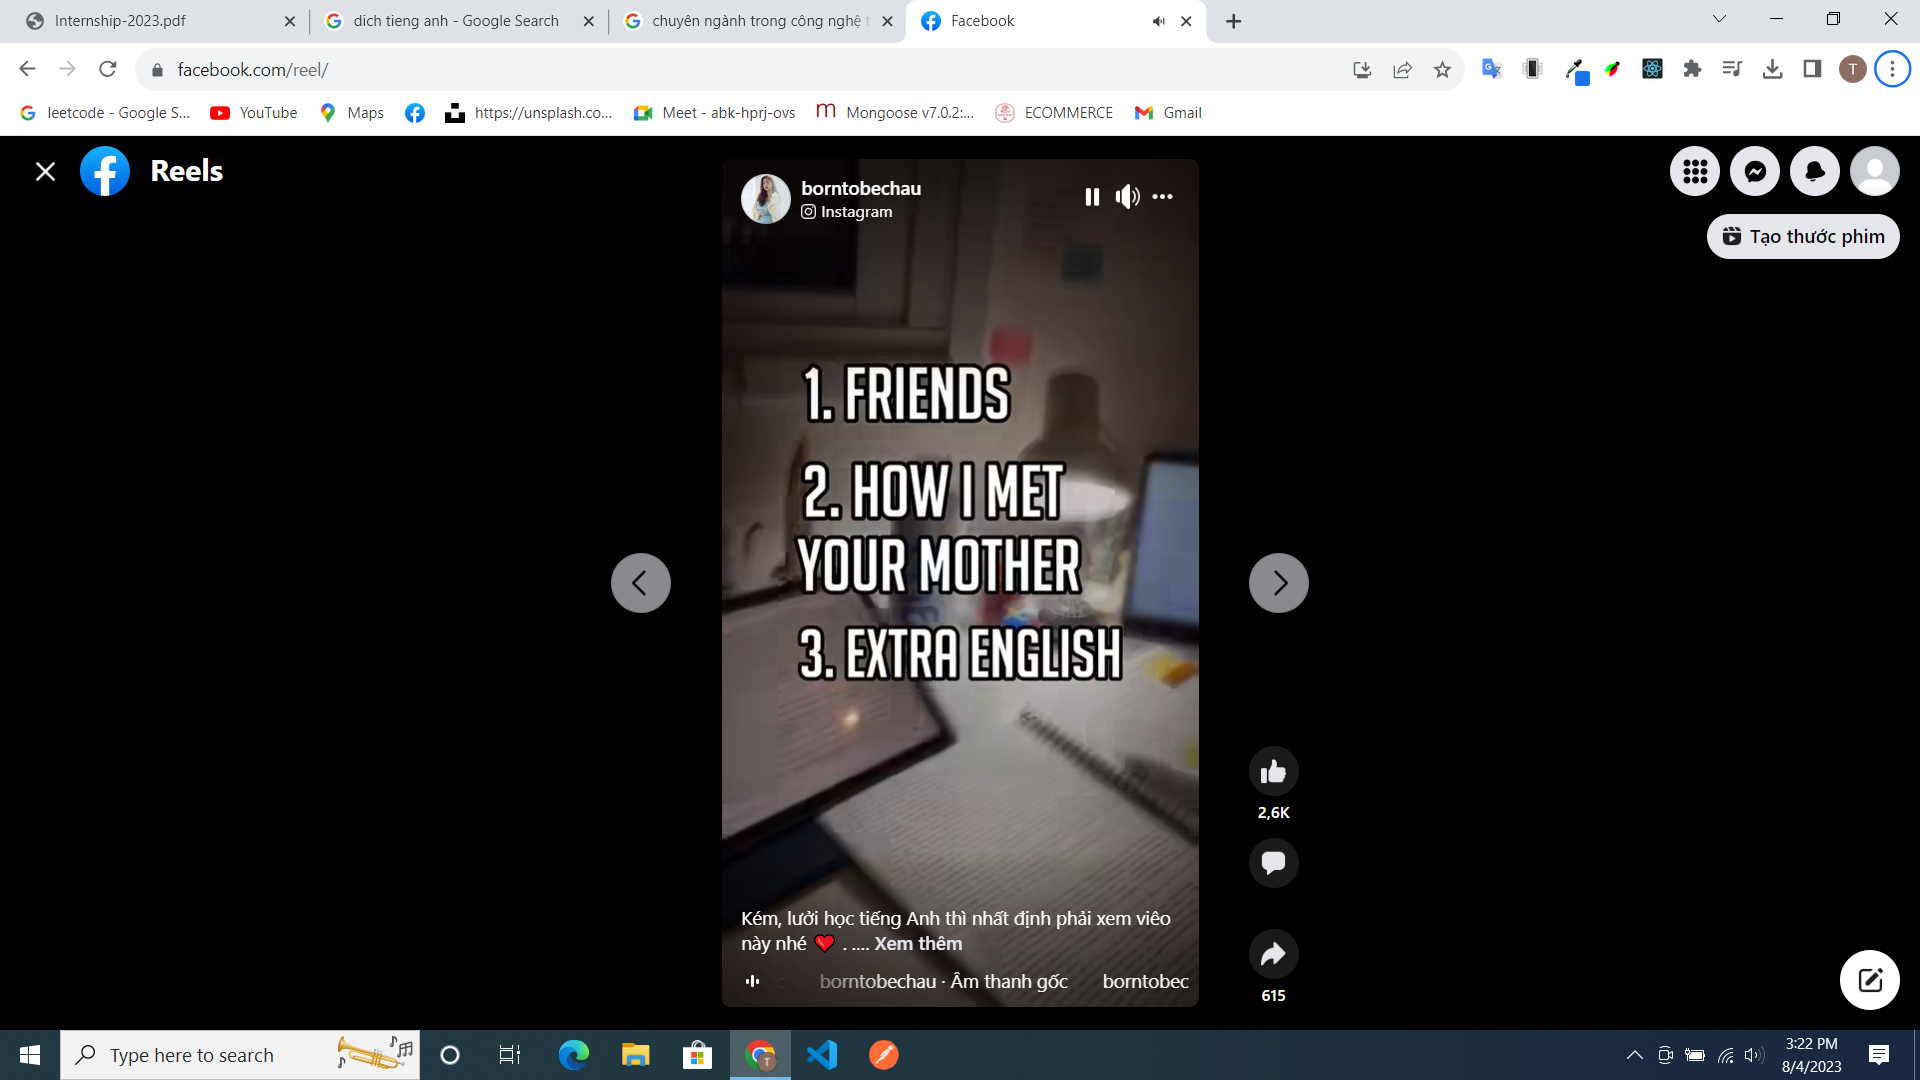 Internship-2023.pdf
dich tieng anh - Google Search
chuyên ngành trong công nghệ t
Facebook
facebook.com/reel/
T
leetcode - Google S...
YouTube
Maps
https://unsplash.co...
Meet - abk-hprj-ovs
Mongoose v7.0.2:...
ECOMMERCE
Gmail
Reels
borntobechau
Instagram
Tạo thước phim
1. FRIENDS
2. HOW I MET
YOUR MOTHER
3. EXTRA ENGLISH
2,6K
Kém, lưởi học tiếng Anh thì nhất định phải xem viêo
này nhé ❤️ . .... Xem thêm
borntobechau · Âm thanh gốc
borntobec
615
Type here to search
3:22 PM
8/4/2023